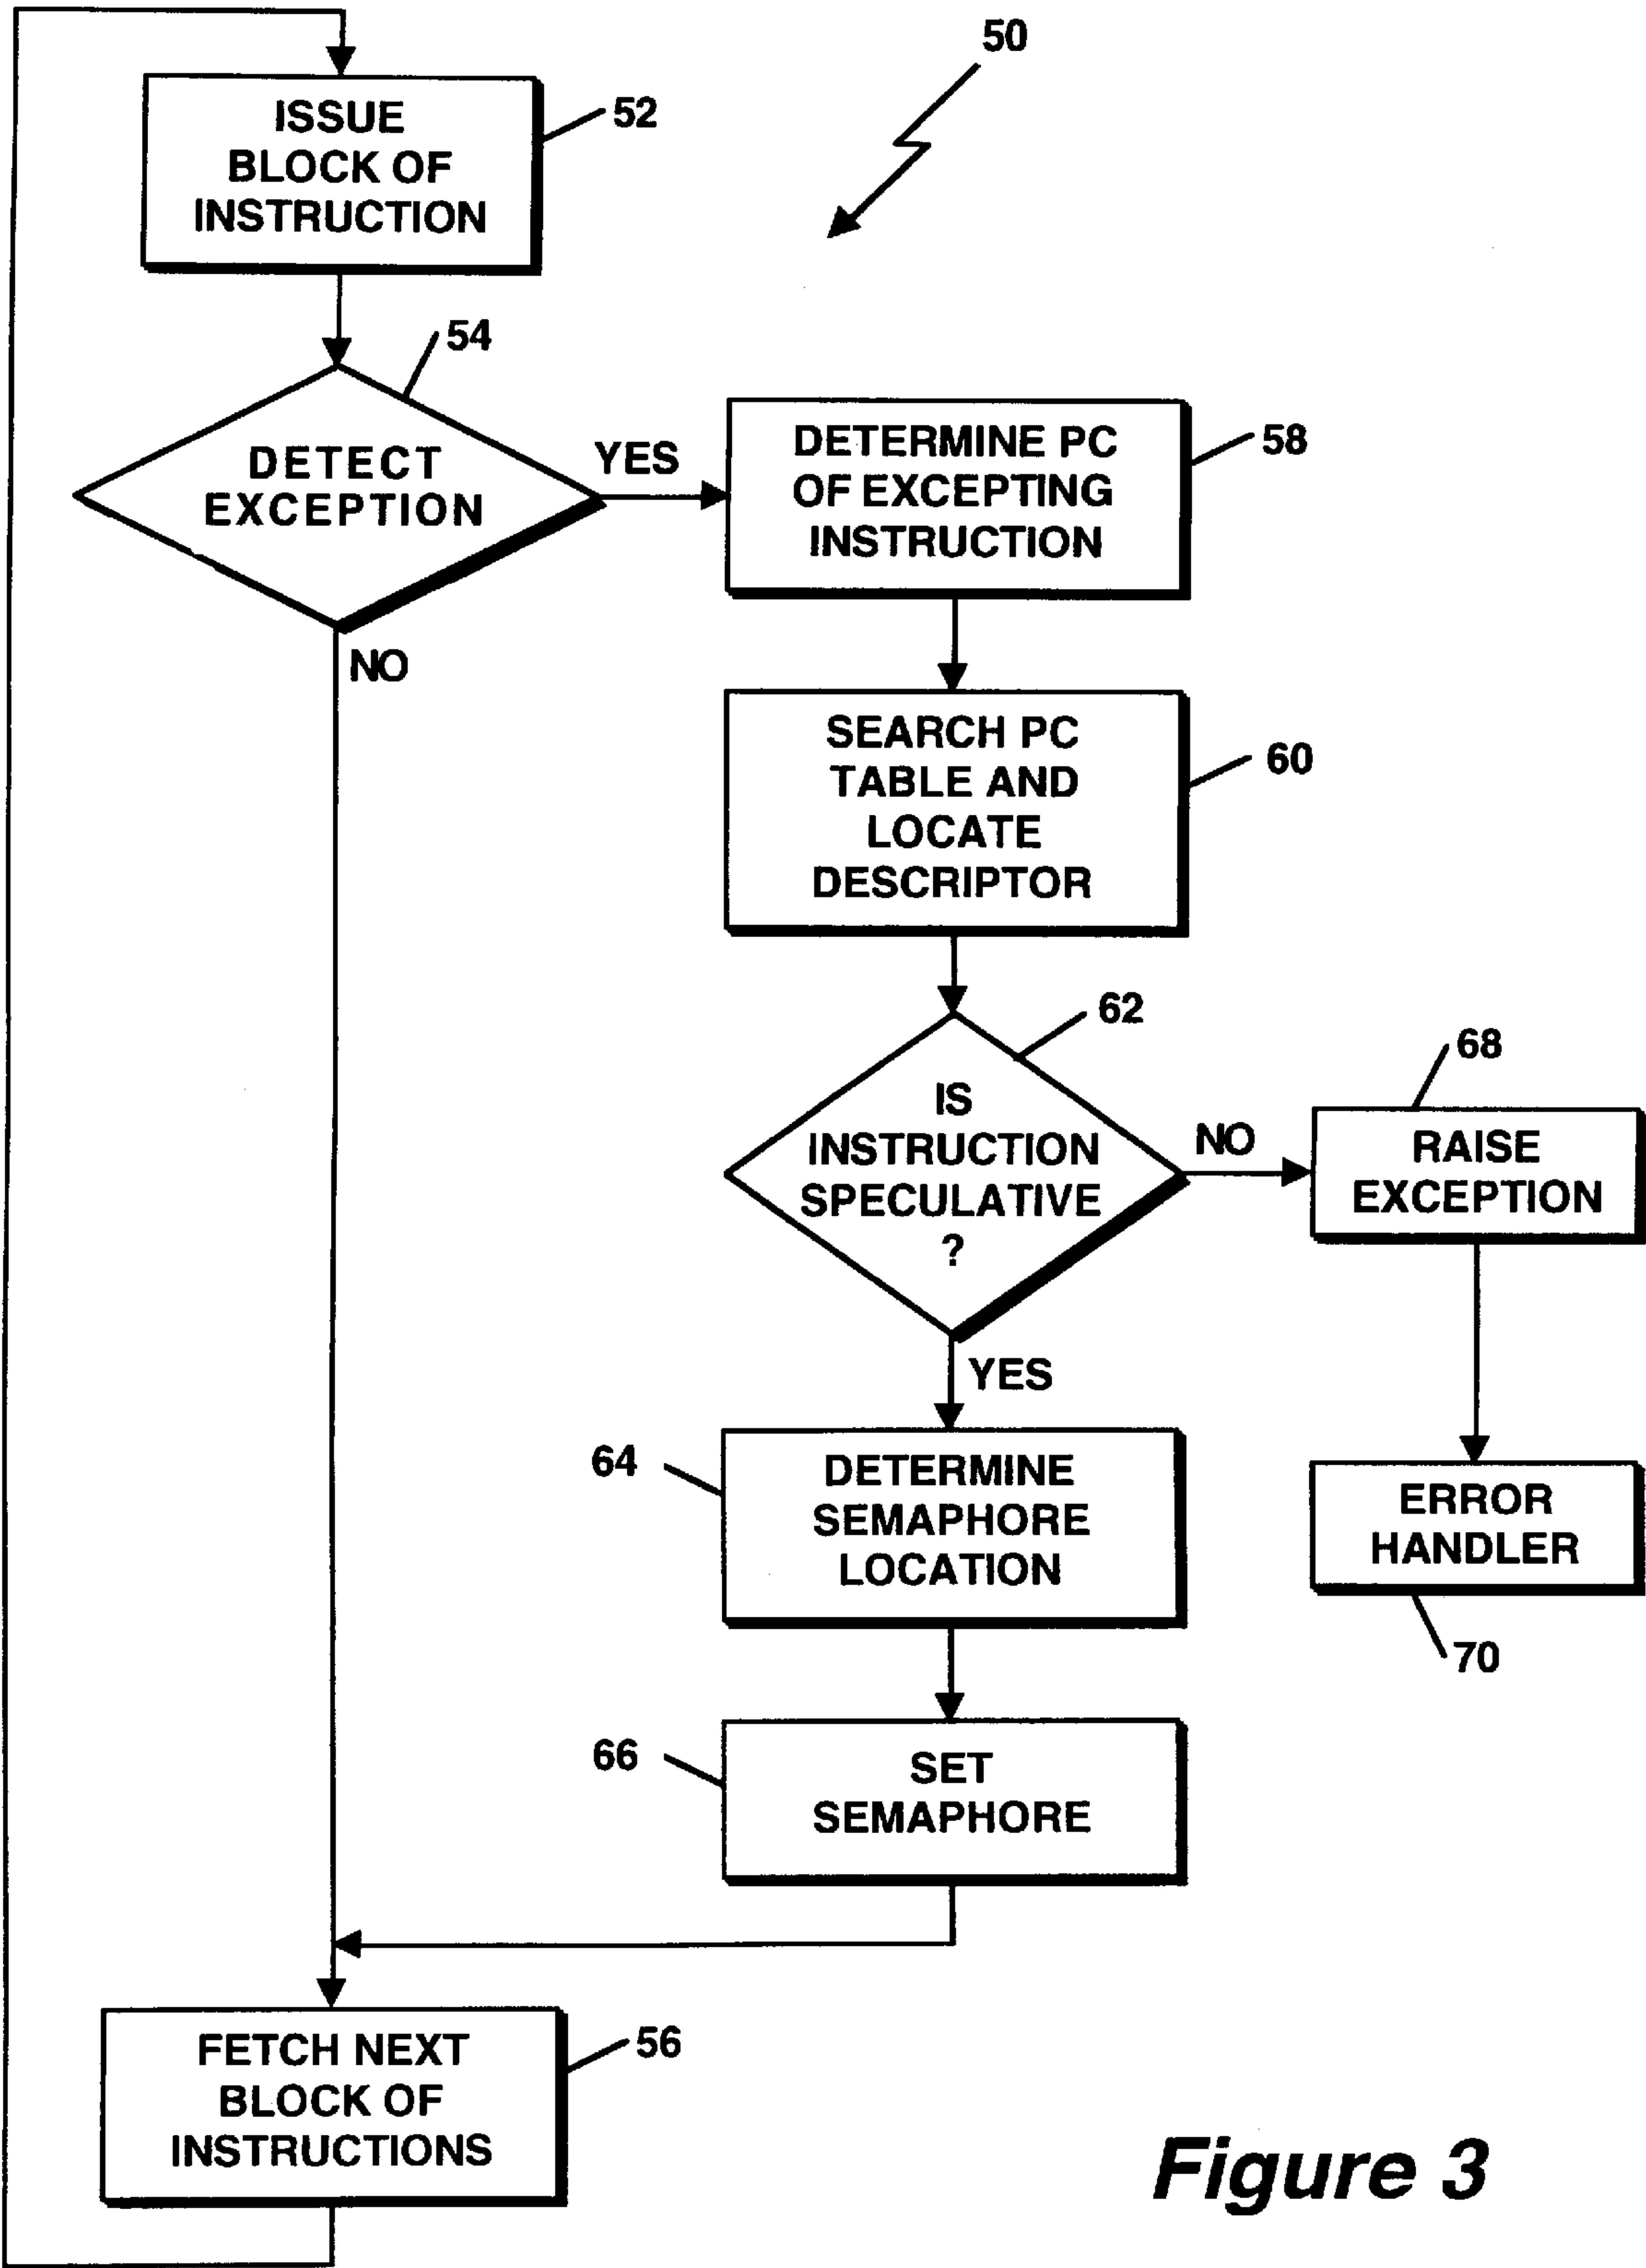 50
ISSUE
BLOCK OF
INSTRUCTION
52
54
DETECT
EXCEPTION
YES
NO
DETERMINE PC
OF EXCEPTING
INSTRUCTION
58
SEARCH PC
TABLE AND
LOCATE
DESCRIPTOR
60
62
IS
INSTRUCTION
SPECULATIVE
?
NO
YES
68
RAISE
EXCEPTION
64
DETERMINE
SEMAPHORE
LOCATION
ERROR
HANDLER
70
66
SET
SEMAPHORE
FETCH NEXT
BLOCK OF
INSTRUCTIONS
56
Figure 3